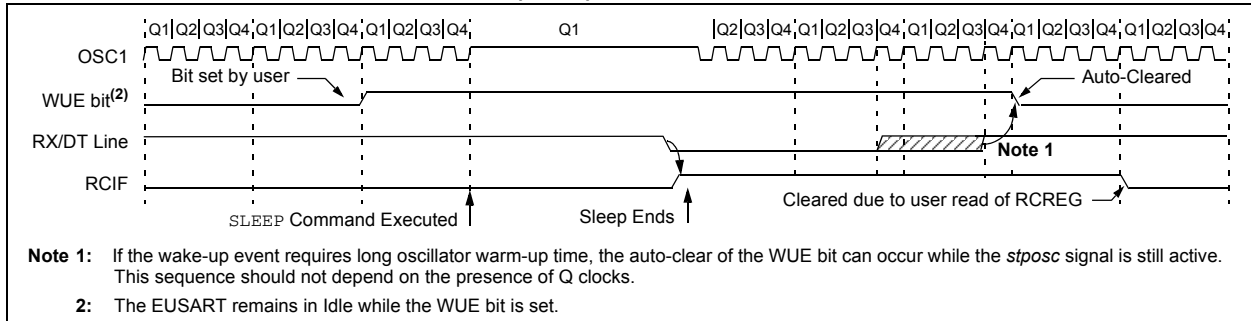 Q1 Q2 Q3 Q4 Q1 Q2 Q3 Q4 Q1 Q2 Q3 Q4 Q1 Q2 Q3 Q4 Q1 Q2 Q3 Q4 Q1 Q2 Q3 Q4 Q1 Q2 Q3 Q4 Q1 Q2 Q3 Q4
OSC1
Bit set by user
Auto-Cleared
WUE bit(2)
RX/DT Line
Note 1
RCIF
Cleared due to user read of RCREG
SLEEP Command Executed
Sleep Ends
Note 1: If the wake-up event requires long oscillator warm-up time, the auto-clear of the WUE bit can occur while the stposc signal is still active.
This sequence should not depend on the presence of Q clocks.
2: The EUSART remains in Idle while the WUE bit is set.